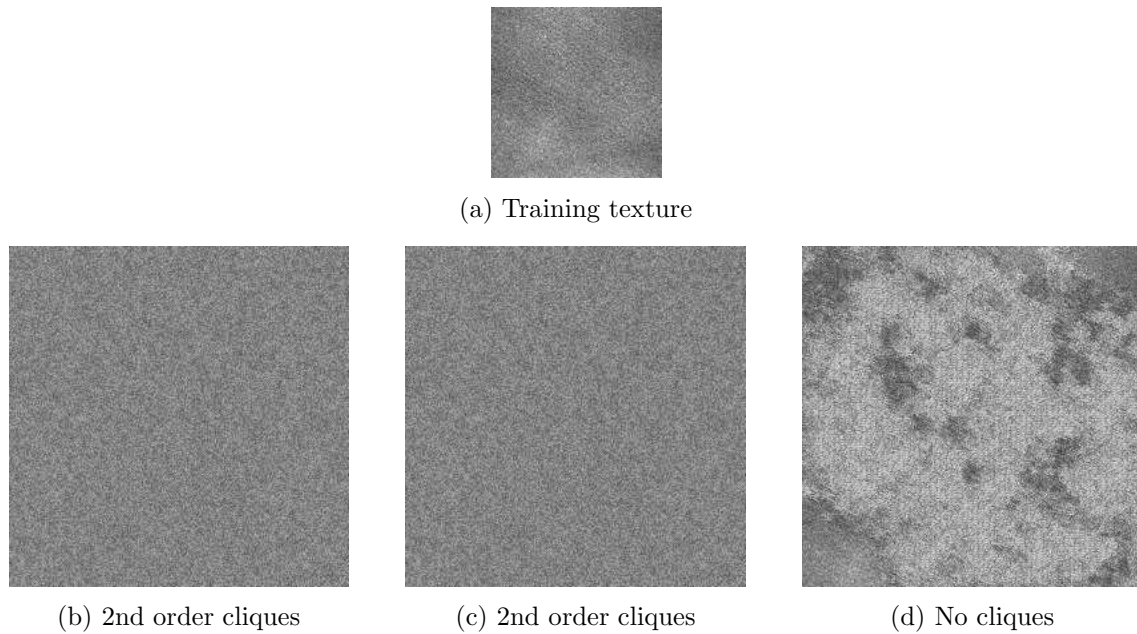 (a) Training texture
(b) 2nd order cliques
(c) 2nd order cliques
(d) No cliques